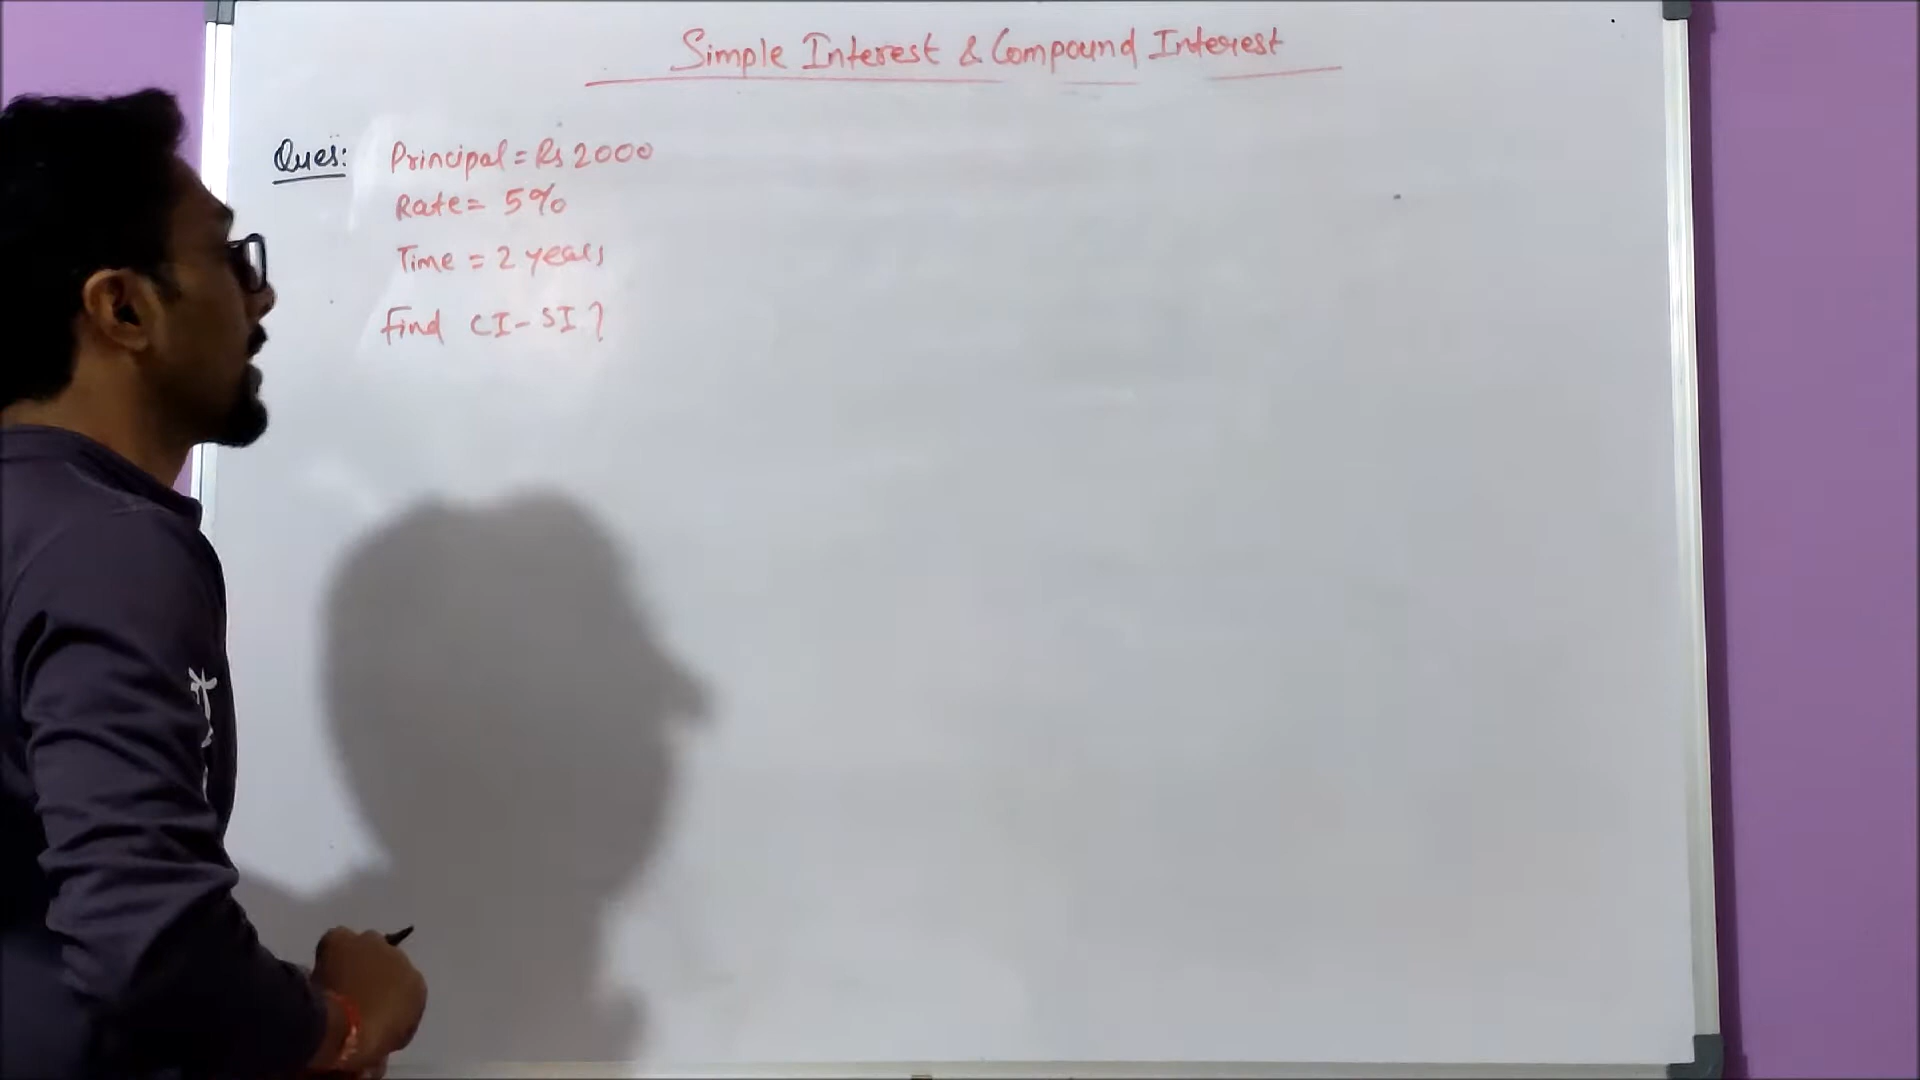 Simple Interest & Compound Interest
Ques: Principal = Rs 2000
Rate = 5%
Time = 2 years
Find CI - SI ?